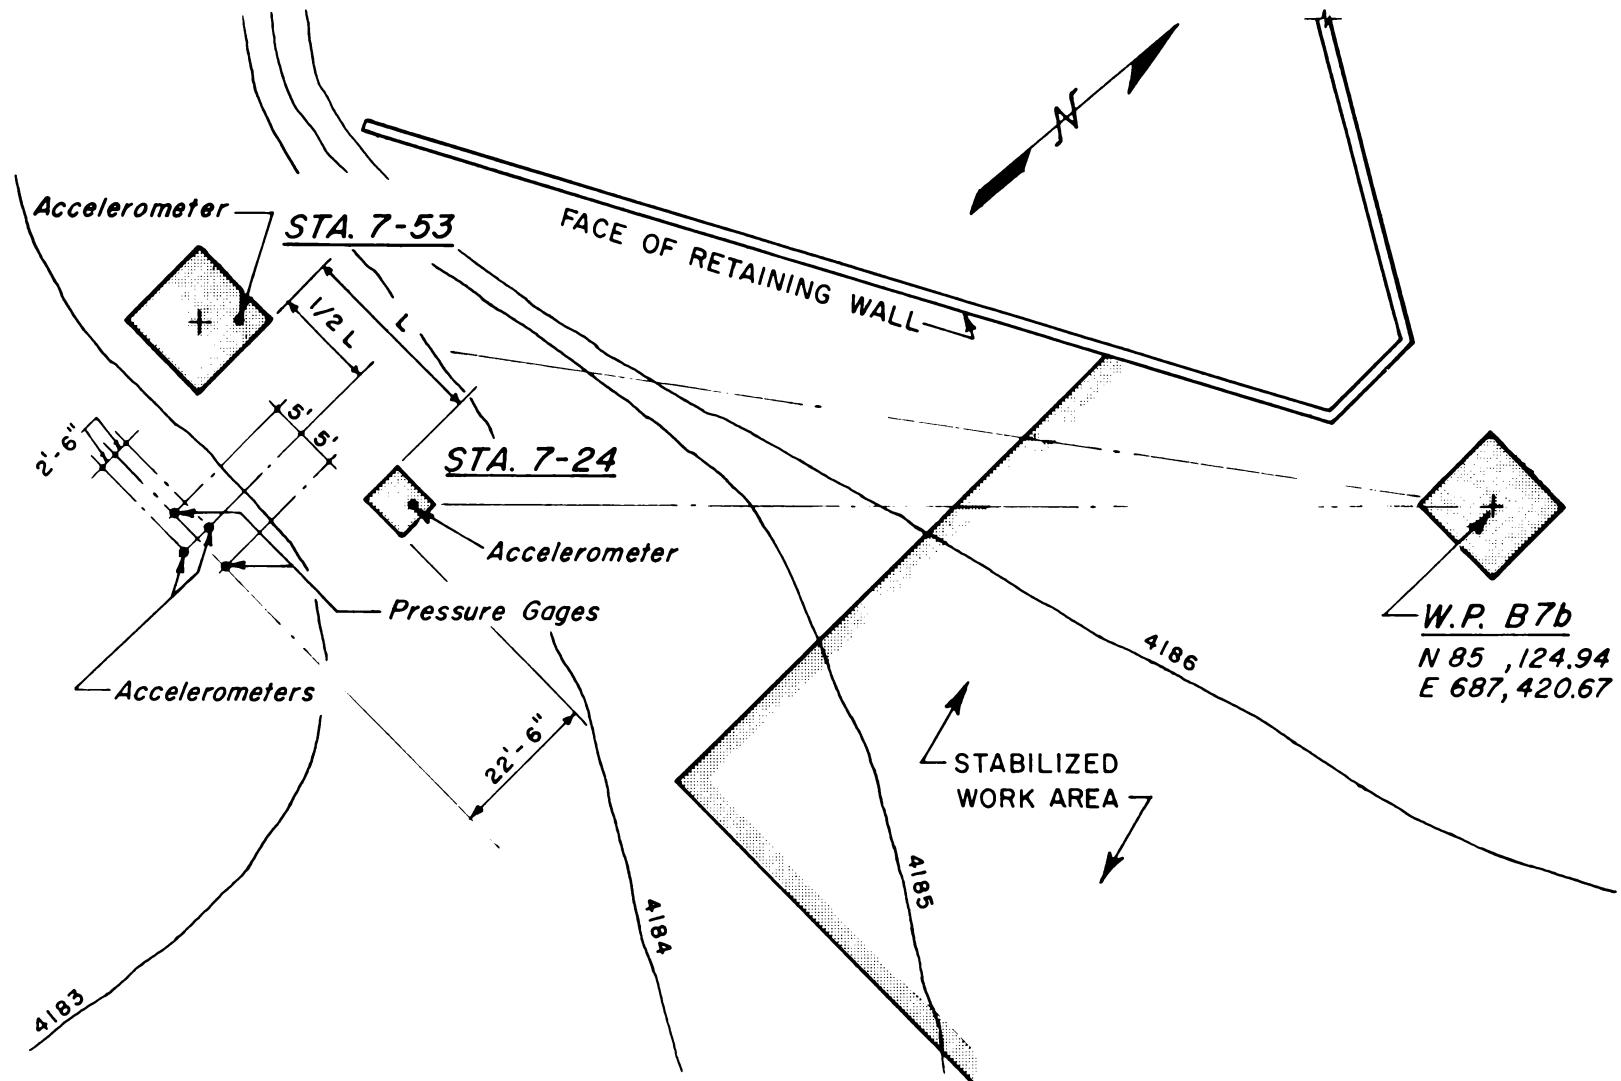 N
Accelerometer
STA. 7-53
FACE OF RETAINING WALL
L
1/2 L
5'
5'
2'-6"
STA. 7-24
Accelerometer
Pressure Gages
Accelerometers
22'-6"
W.P. B7b
N 85 ,124.94
E 687,420.67
4186
STABILIZED
WORK AREA
4185
4184
4183